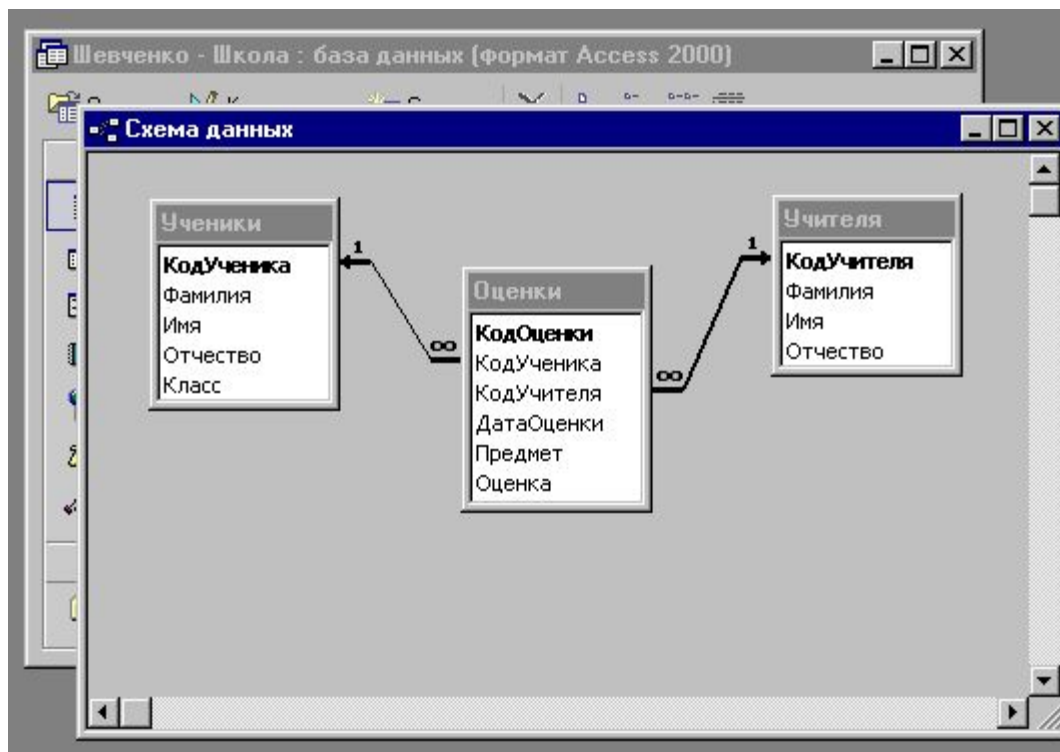 Шевченко - Школа : база данных (формат Access 2000)
Схема данных
Ученики
КодУченика
Фамилия
Имя
Отчество
Класс
1
∞
Оценки
КодОценки
КодУченика
КодУчителя
ДатаОценки
Предмет
Оценка
∞
1
Учителя
КодУчителя
Фамилия
Имя
Отчество